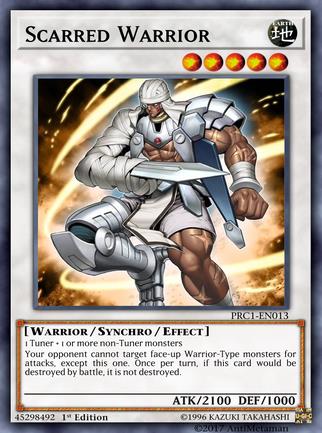 SCARRED WARRIOR
EARTH
地
PRC1-EN013
[WARRIOR / SYNCHRO / EFFECT]
1 Tuner + 1 or more non-Tuner monsters
Your opponent cannot target face-up Warrior-Type monsters for
attacks, except this one. Once per turn, if this card would be
destroyed by battle, it is not destroyed.
ATK/2100 DEF/1000
45298492 1st Edition ©1996 KAZUKI TAKAHASHI
©2017 AntiMetaman